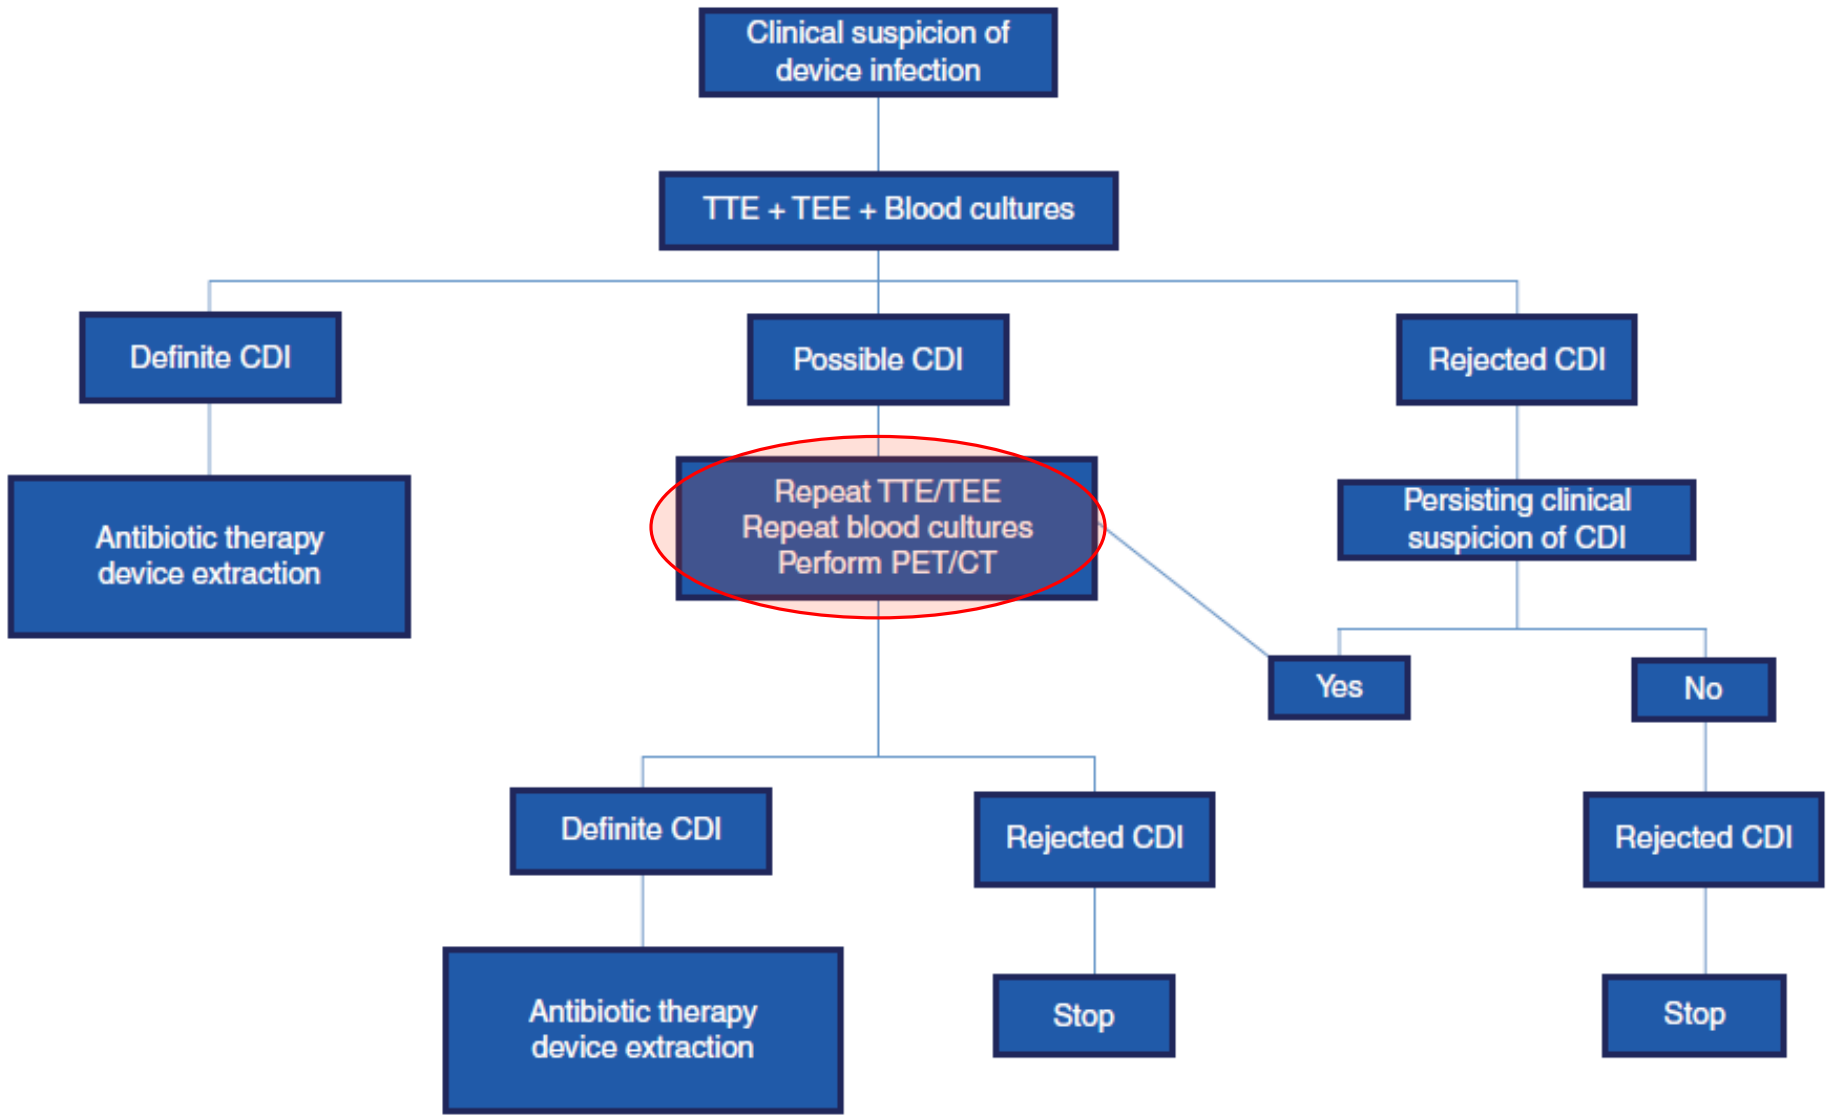 Clinical suspicion of
device infection
TTE + TEE + Blood cultures
Definite CDI
Possible CDI
Rejected CDI
Antibiotic therapy
device extraction
Repeat TTE/TEE
Repeat blood cultures
Perform PET/CT
Persisting clinical
suspicion of CDI
Yes
No
Definite CDI
Rejected CDI
Rejected CDI
Antibiotic therapy
device extraction
Stop
Stop